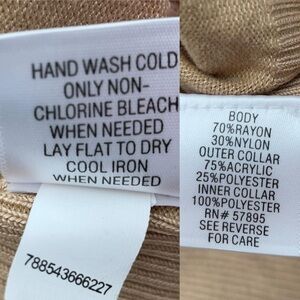 HAND WASH COLD
ONLY NON-
CHLORINE BLEACH
WHEN NEEDED
LAY FLAT TO DRY
COOL IRON
WHEN NEEDED
788543666227
BODY
70%RAYON
30%NYLON
OUTER COLLAR
75%ACRYLIC
25%POLYESTER
INNER COLLAR
100%POLYESTER
RN# 57895
SEE REVERSE
FOR CARE